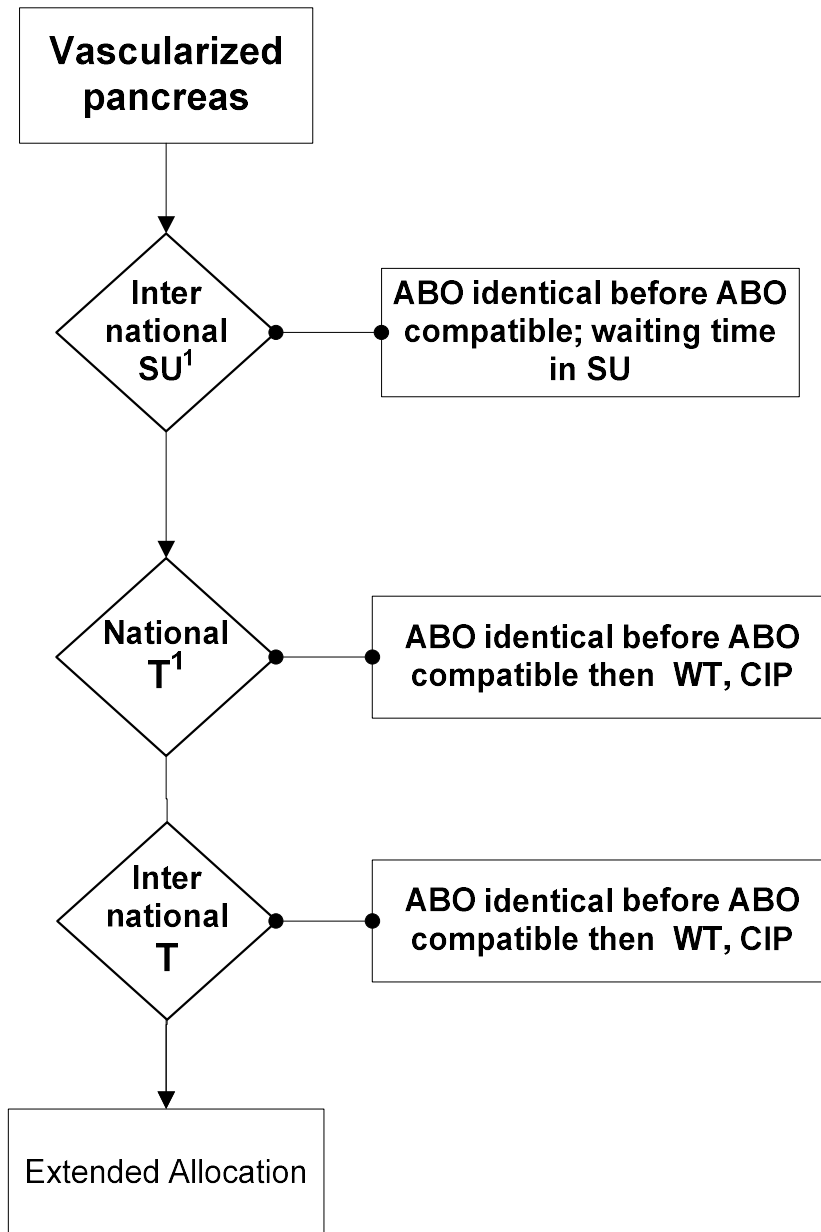 Vascularized
pancreas
Inter
national
SU¹
ABO identical before ABO
compatible; waiting time
in SU
National
T¹
ABO identical before ABO
compatible then WT, CIP
Inter
national
T
ABO identical before ABO
compatible then WT, CIP
Extended Allocation